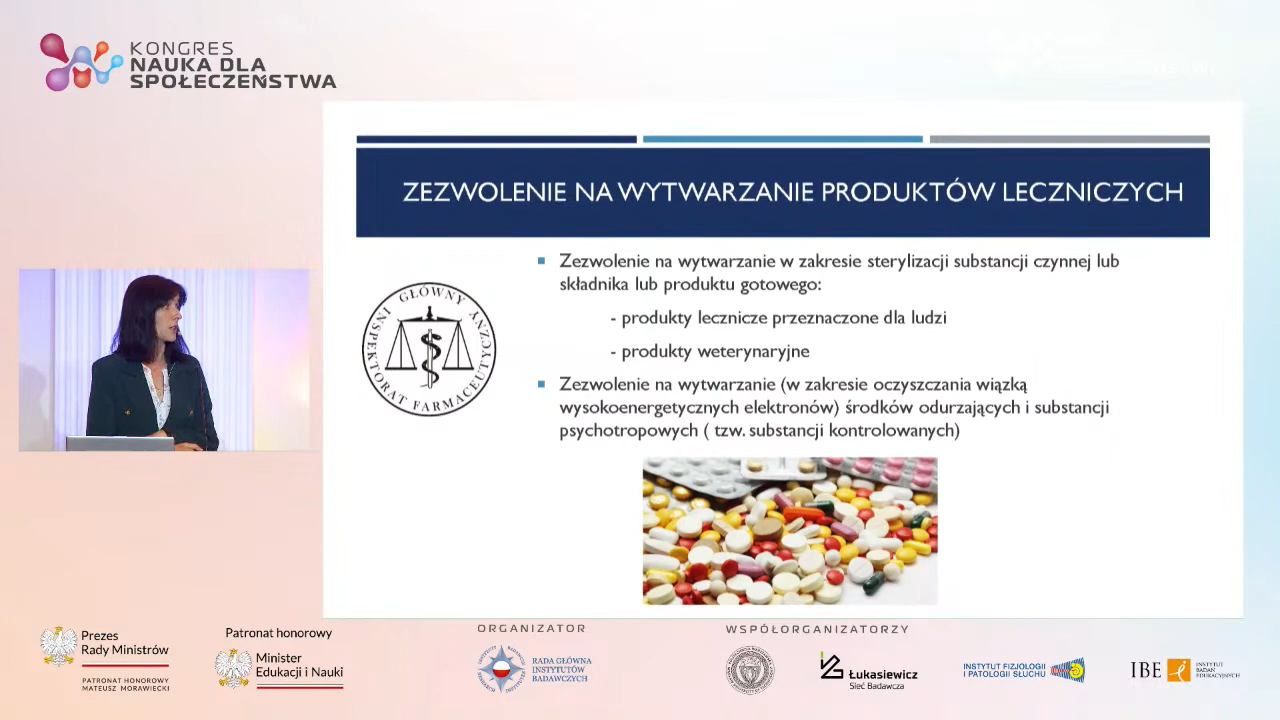 KONGRES
NAUKA DLA
SPOŁECZEŃSTWA
ZEZWOLENIE NA WYTWARZANIE PRODUKTÓW LECZNICZYCH
GŁÓWNY INSPEKTORAT FARMACEUTYCZNY
Zezwolenie na wytwarzanie w zakresie sterylizacji substancji czynnej lub
składnika lub produktu gotowego:
- produkty lecznicze przeznaczone dla ludzi
- produkty weterynaryjne
Zezwolenie na wytwarzanie (w zakresie oczyszczania wiązką
wysokoenergetycznych elektronów) środków odurzających i substancji
psychotropowych ( tzw. substancji kontrolowanych)
Prezes
Rady Ministrów
PATRONAT HONOROWY
MATEUSZ MORAWIECKI
Patronat honorowy
Minister
Edukacji i Nauki
ORGANIZATOR
RADA GŁÓWNA
INSTYTUTÓW
BADAWCZYCH
WSPÓŁORGANIZATORZY
Łukasiewicz
Sieć Badawcza
INSTYTUT FIZJOLOGII
I PATOLOGII SŁUCHU
IBE
INSTYTUT
BADAŃ
EDUKACYJNYCH